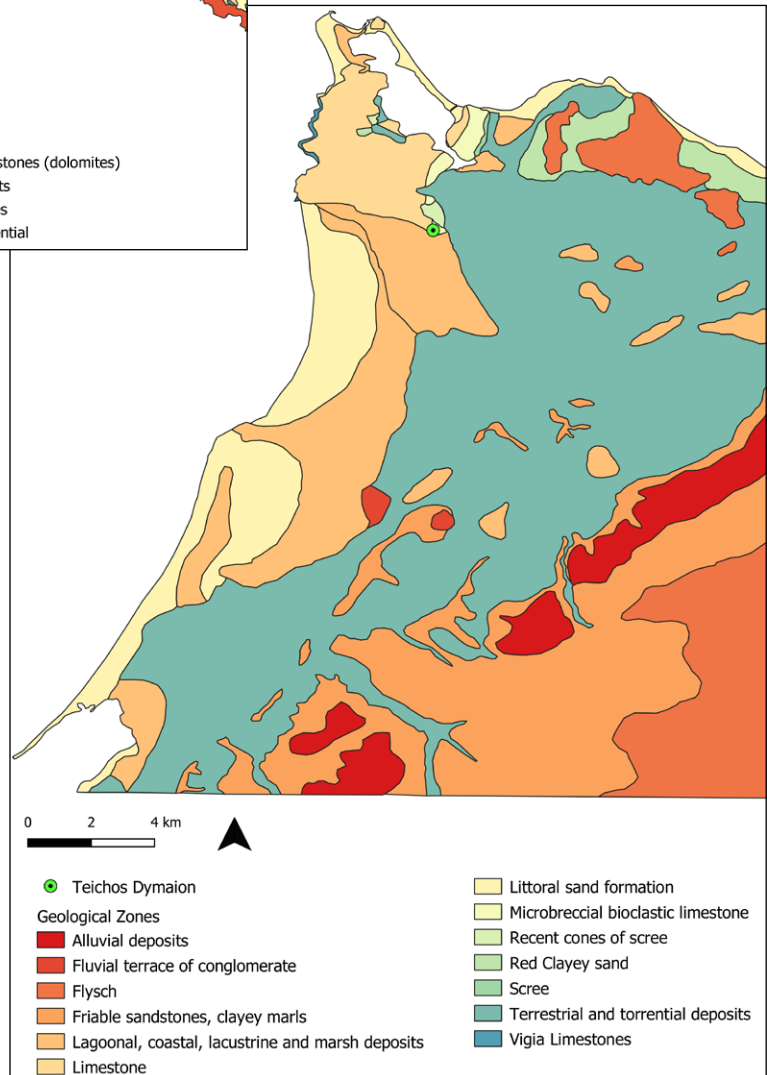 stones (dolomites)
ts
s
ntial
0 2 4 km
Teichos Dymaion
Geological Zones
Alluvial deposits
Fluvial terrace of conglomerate
Flysch
Friable sandstones, clayey marls
Lagoonal, coastal, lacustrine and marsh deposits
Limestone
Littoral sand formation
Microbreccial bioclastic limestone
Recent cones of scree
Red Clayey sand
Scree
Terrestrial and torrential deposits
Vigia Limestones